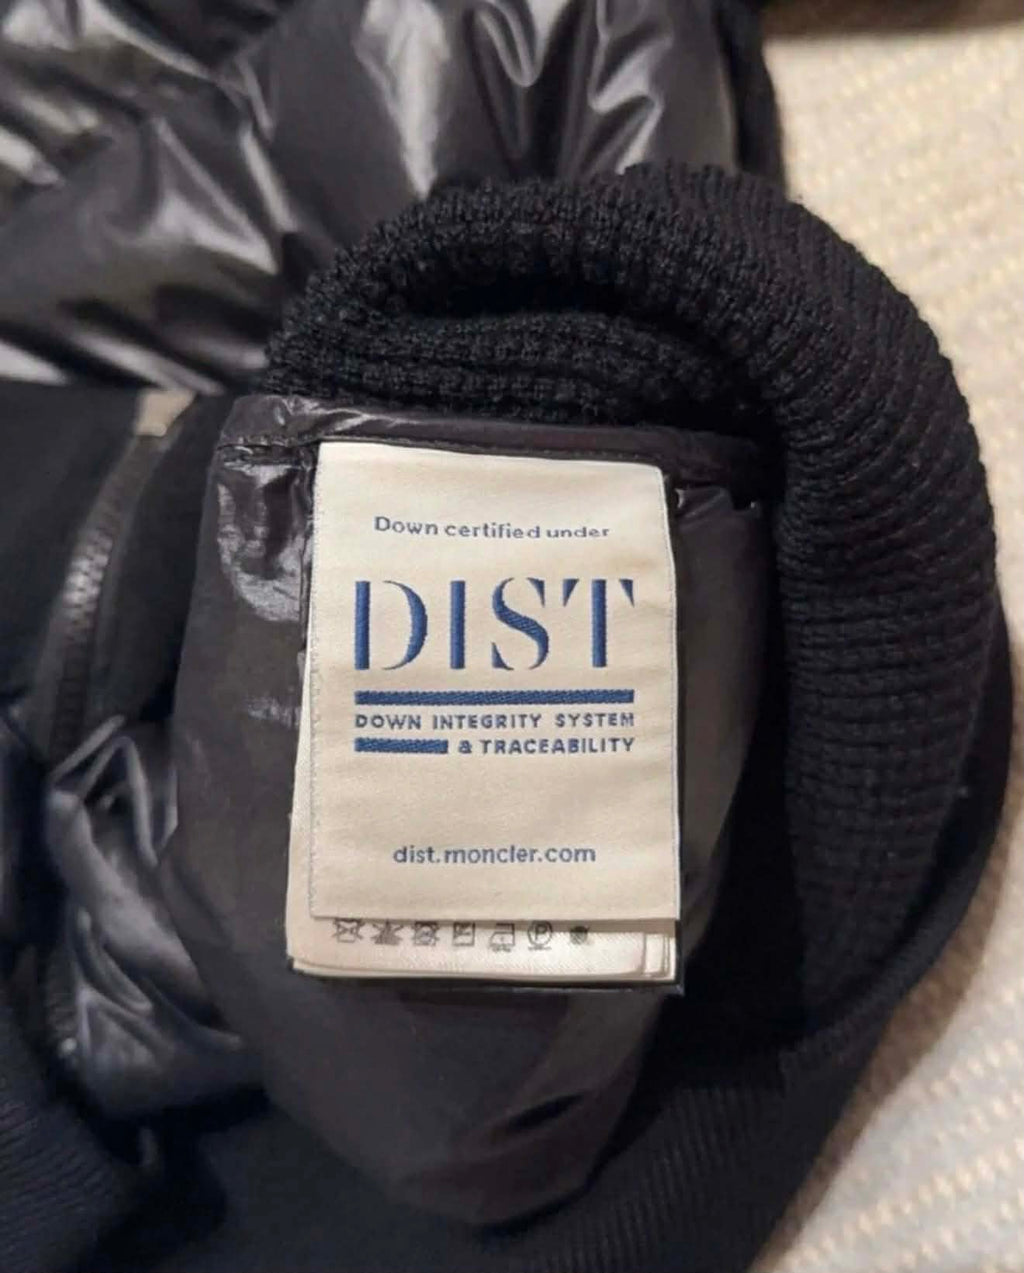 Down certified under
DIST
DOWN INTEGRITY SYSTEM
& TRACEABILITY
dist.moncler.com